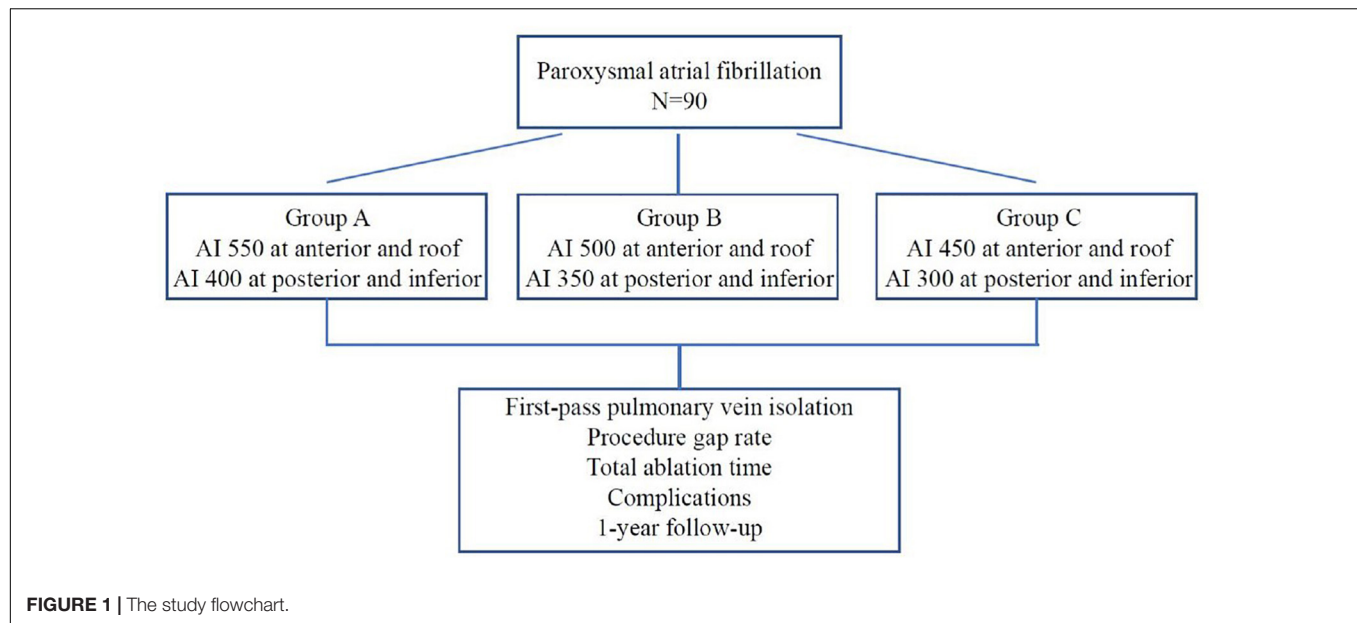 Paroxysmal atrial fibrillation
N=90
Group A
AI 550 at anterior and roof
AI 400 at posterior and inferior
Group B
AI 500 at anterior and roof
AI 350 at posterior and inferior
Group C
AI 450 at anterior and roof
AI 300 at posterior and inferior
First-pass pulmonary vein isolation
Procedure gap rate
Total ablation time
Complications
1-year follow-up
FIGURE 1 | The study flowchart.